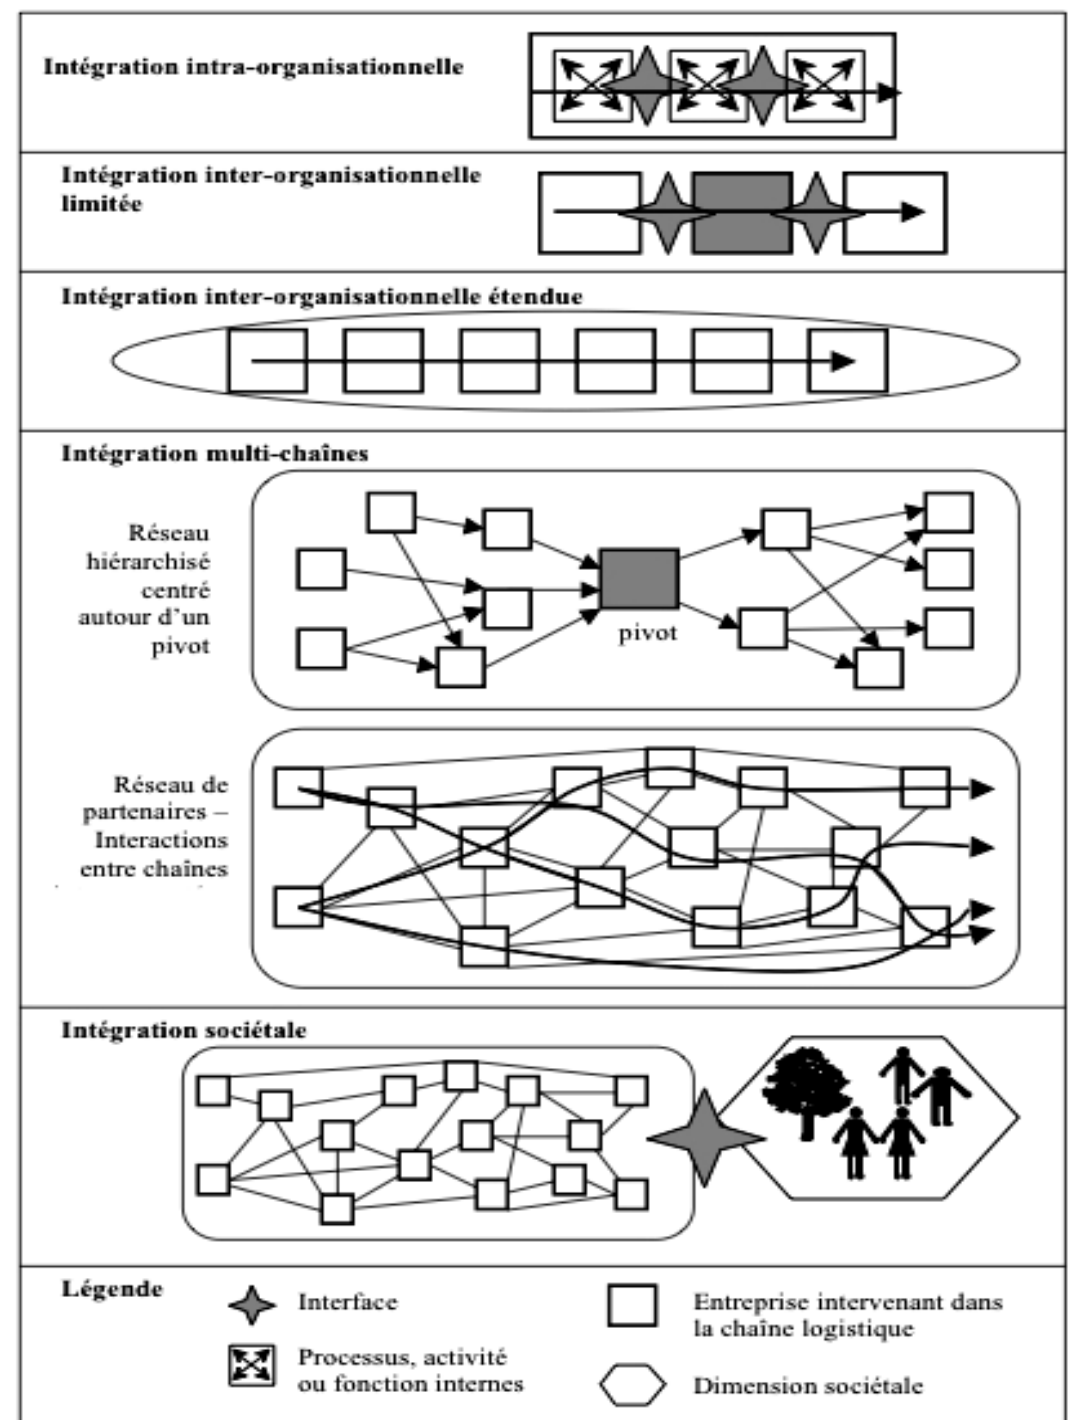 Intégration intra-organisationnelle
Intégration inter-organisationnelle
limitée
Intégration inter-organisationnelle étendue
Intégration multi-chaînes
Réseau
hiérarchisé
centré
autour d'un
pivot
pivot
Réseau de
partenaires –
Interactions
entre chaînes
Intégration sociétale
Légende
Interface
Entreprise intervenant dans
la chaîne logistique
Processus, activité
ou fonction internes
Dimension sociétale